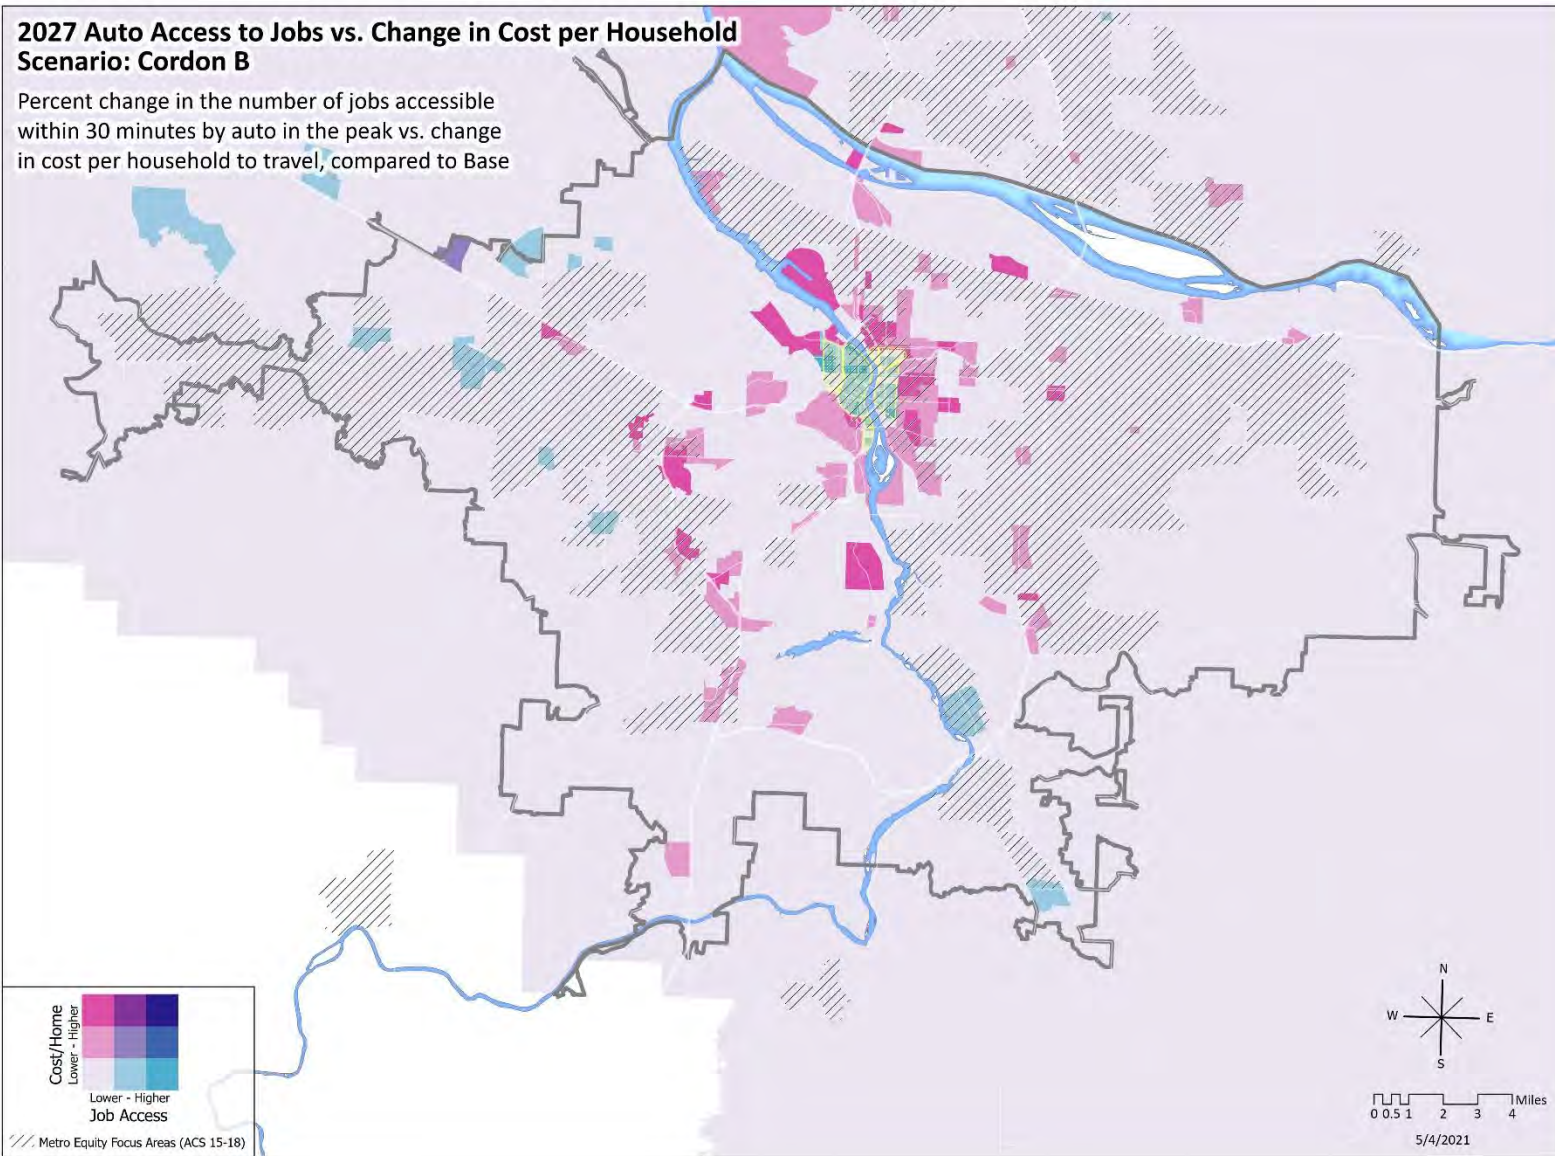 2027 Auto Access to Jobs vs. Change in Cost per Household
Scenario: Cordon B
Percent change in the number of jobs accessible
within 30 minutes by auto in the peak vs. change
in cost per household to travel, compared to Base
Cost/Home
Lower - Higher
Lower - Higher
Job Access
Metro Equity Focus Areas (ACS 15-18)
N
W
E
S
Miles
0 0.5 1 2 3 4
5/4/2021